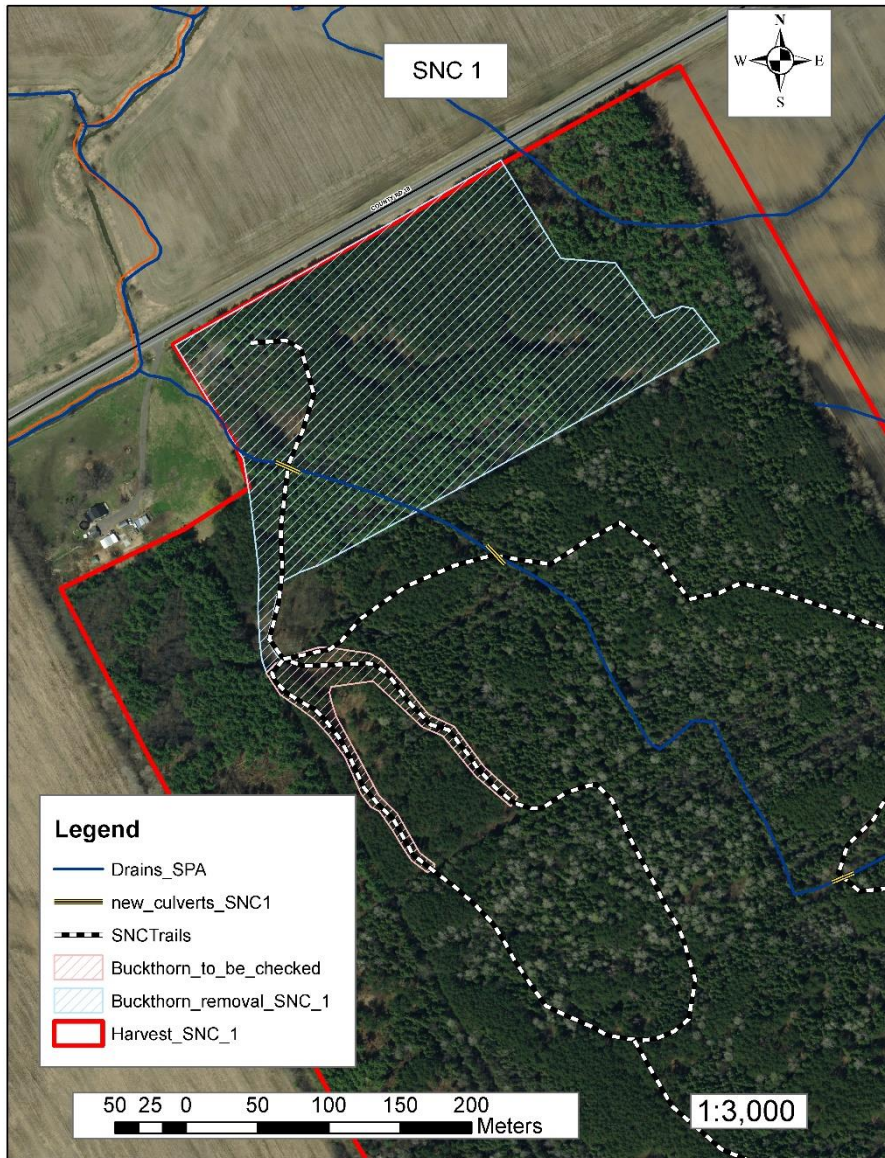 SNC 1
N
W E
S
COUNTY RD 18
Legend
Drains_SPA
new_culverts_SNC1
SNCTrails
Buckthorn_to_be_checked
Buckthorn_removal_SNC_1
Harvest_SNC_1
50 25 0 50 100 150 200
Meters
1:3,000